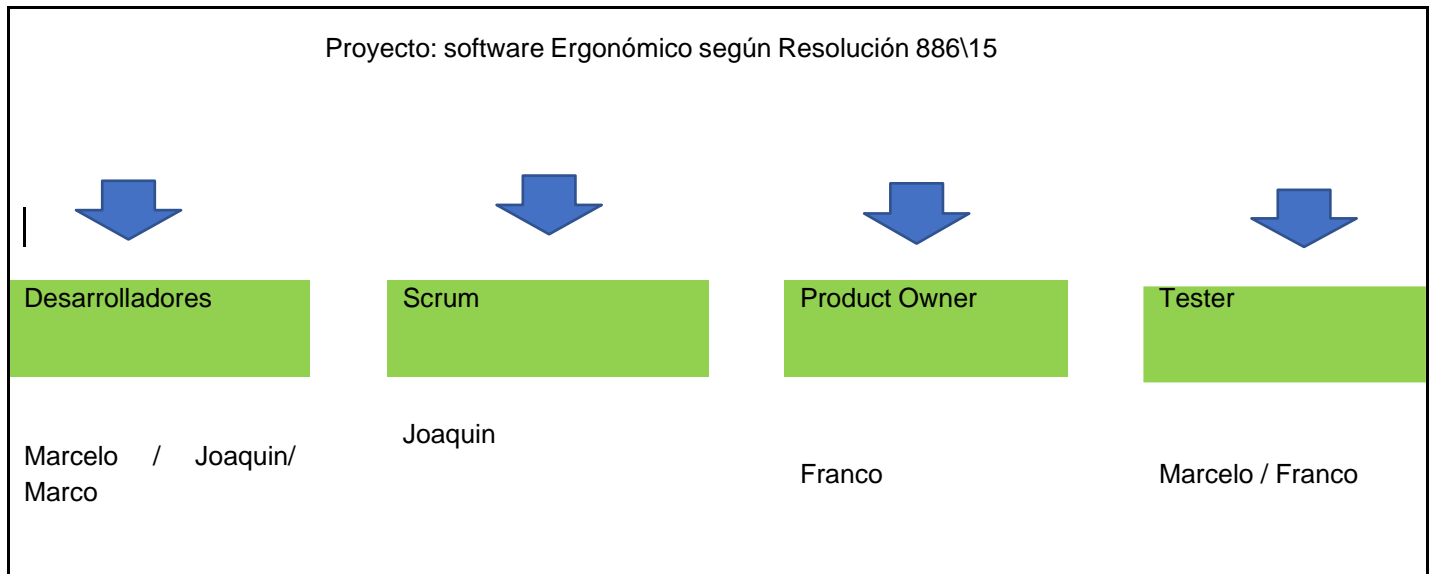 Proyecto: software Ergonómico según Resolución 886\15
Desarrolladores
Scrum
Product Owner
Tester
Marcelo / Joaquin/
Marco
Joaquin
Franco
Marcelo / Franco